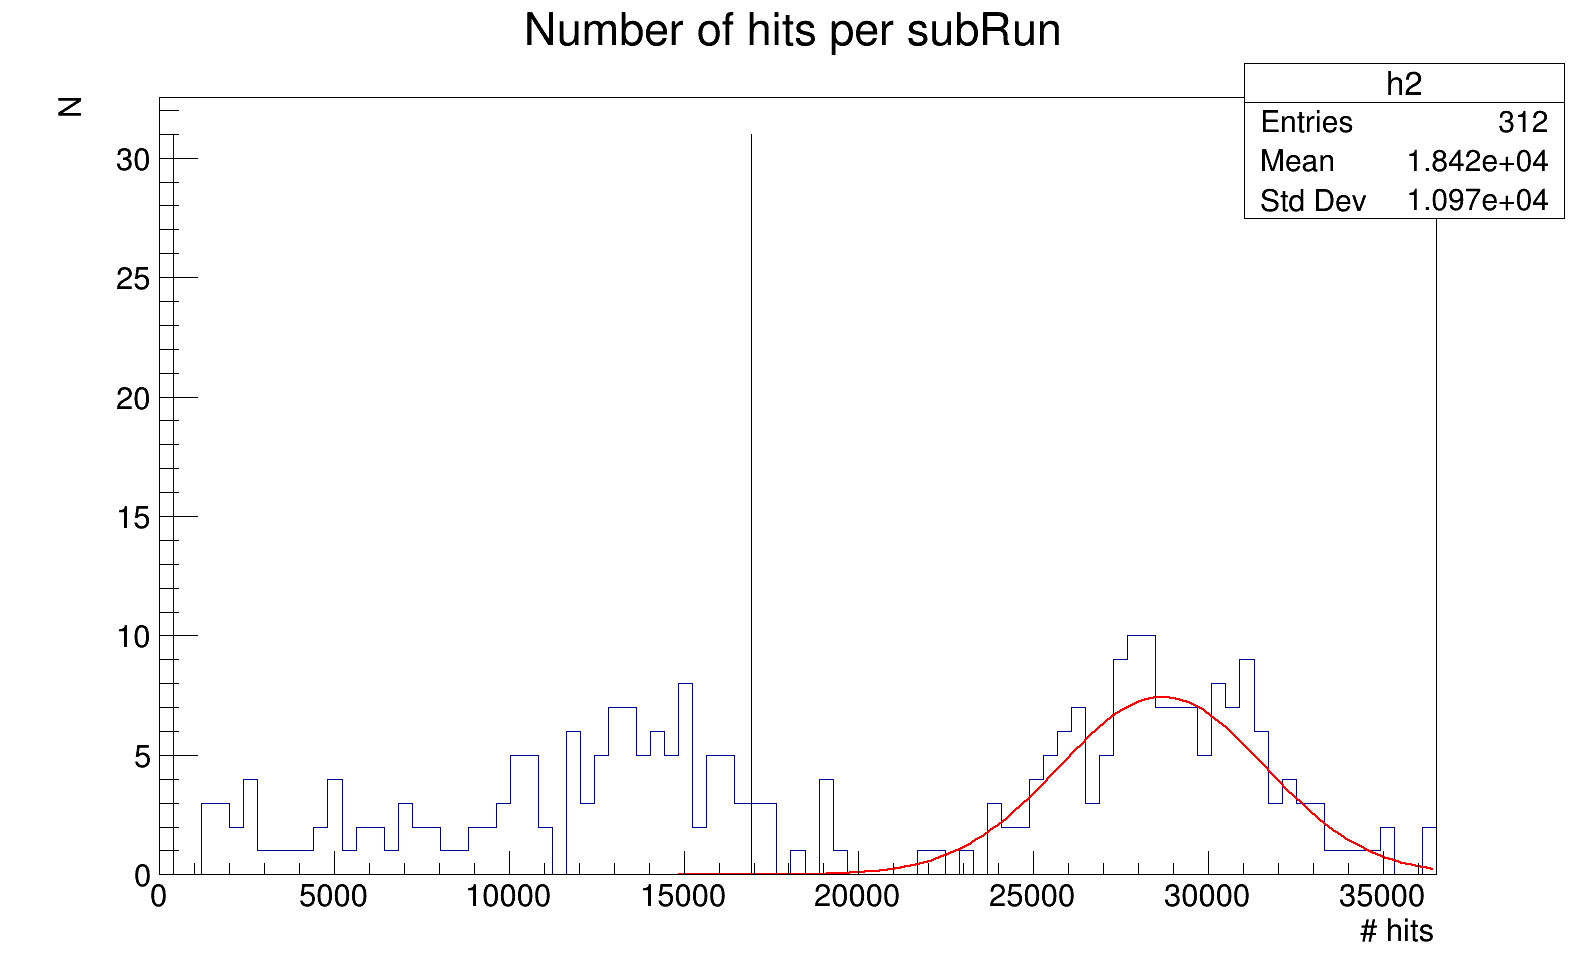 Number of hits per subRun
h2
Entries 312
Mean 1.842e+04
Std Dev 1.097e+04
N
30
25
20
15
10
5
0
0 5000 10000 15000 20000 25000 30000 35000
# hits